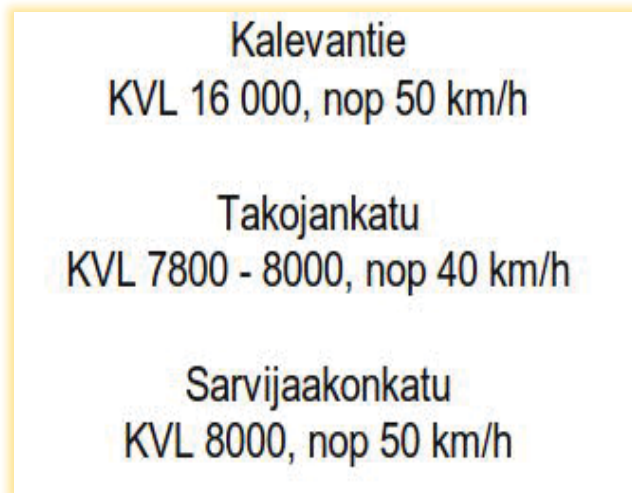 Kalevantie
KVL 16 000, nop 50 km/h
Takojankatu
KVL 7800 - 8000, nop 40 km/h
Sarvijaakonkatu
KVL 8000, nop 50 km/h